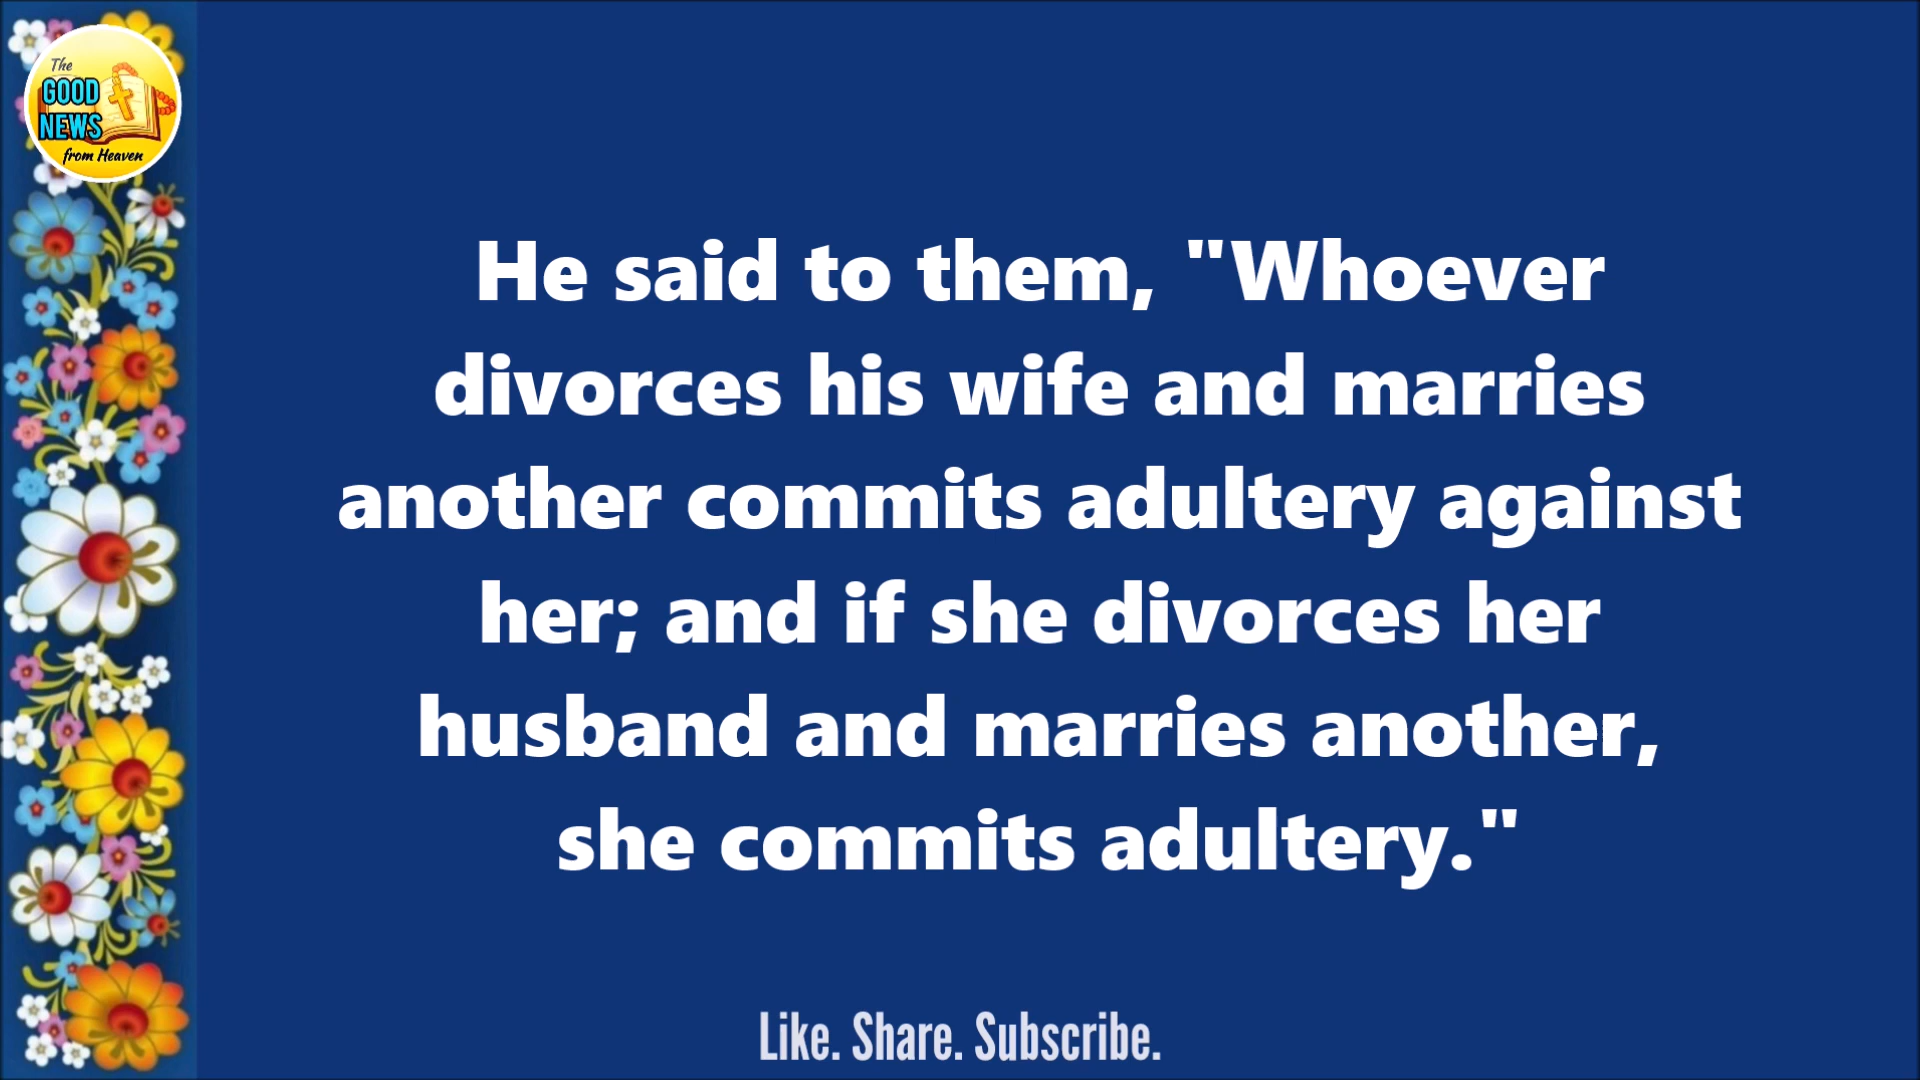 The
GOOD
NEWS
from Heaven
He said to them, "Whoever
divorces his wife and marries
another commits adultery against
her; and if she divorces her
husband and marries another,
she commits adultery."
Like. Share. Subscribe.